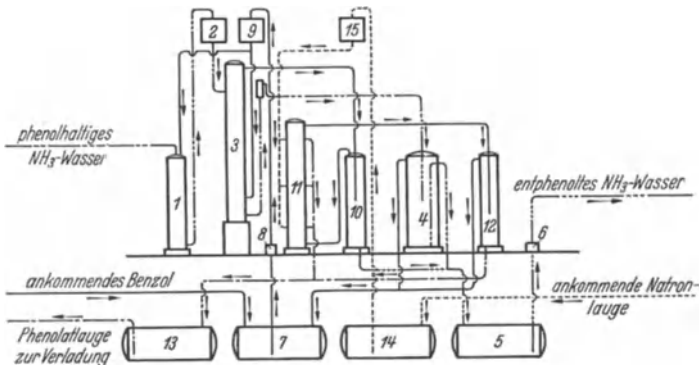 2
9
15
phenolhaltiges
NH₃-Wasser
3
11
1
10
4
12
entphenoltes NH₃-Wasser
8
6
ankommendes Benzol
ankommende Natron-
lauge
Phenolatlauge
zur Verladung
13
7
14
5